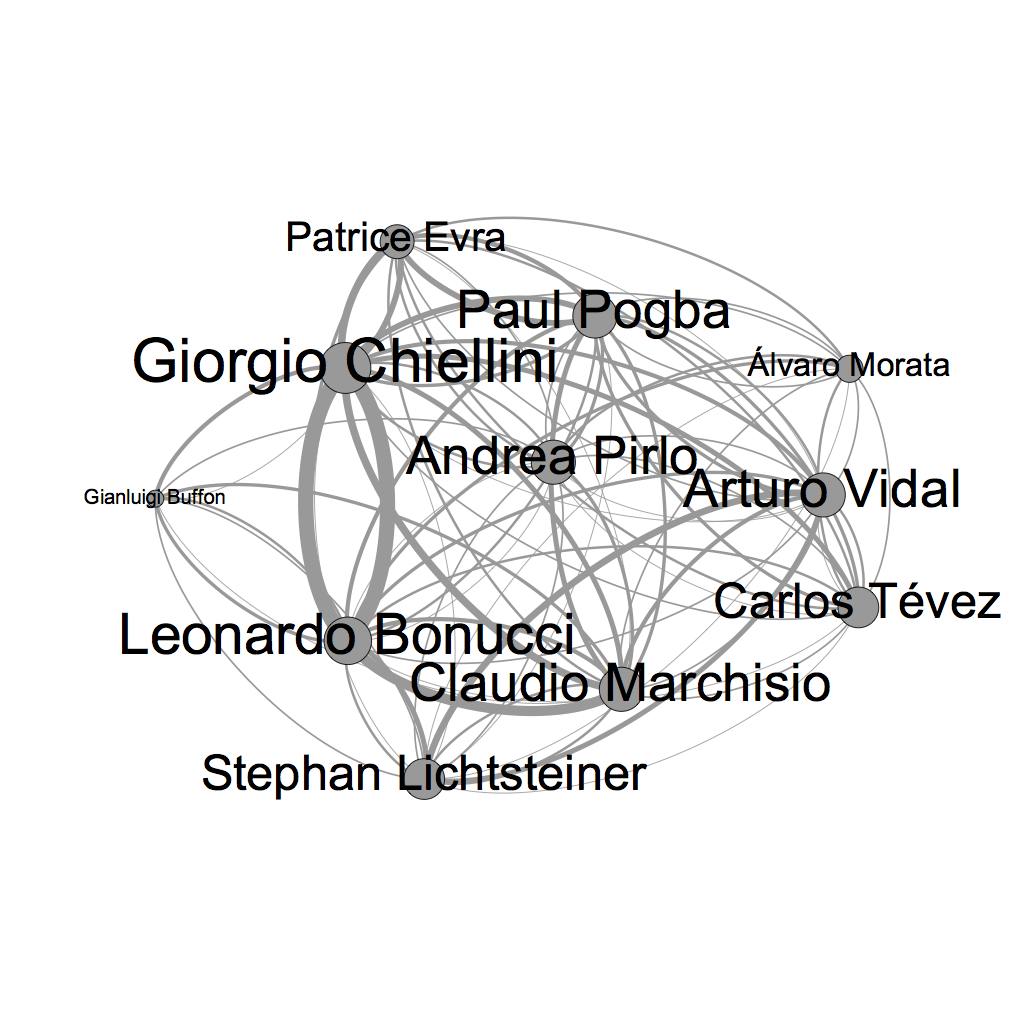 Patrice Evra
Paul Pogba
Giorgio Chiellini
Álvaro Morata
Andrea Pirlo
Arturo Vidal
Gianluigi Buffon
Carlos Tévez
Leonardo Bonucci
Claudio Marchisio
Stephan Lichtsteiner